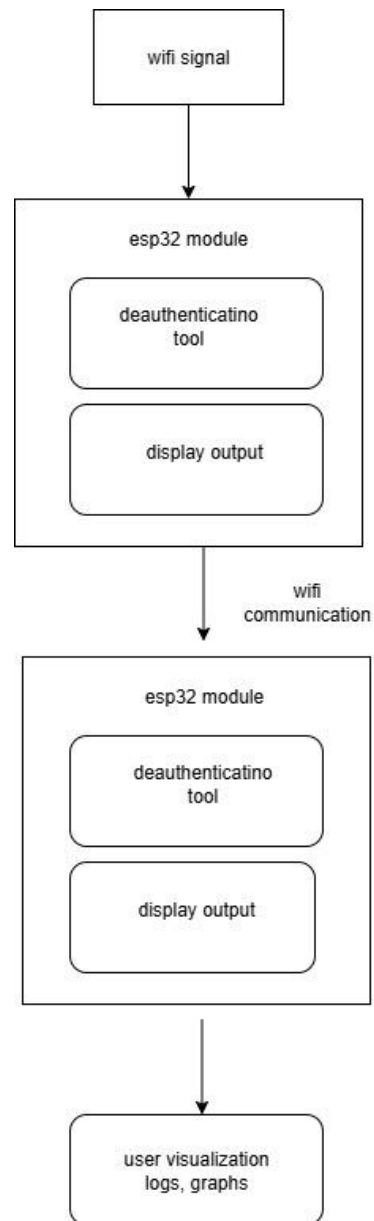 wifi signal
esp32 module
deauthenticatino
tool
display output
wifi
communication
esp32 module
deauthenticatino
tool
display output
user visualization
logs, graphs